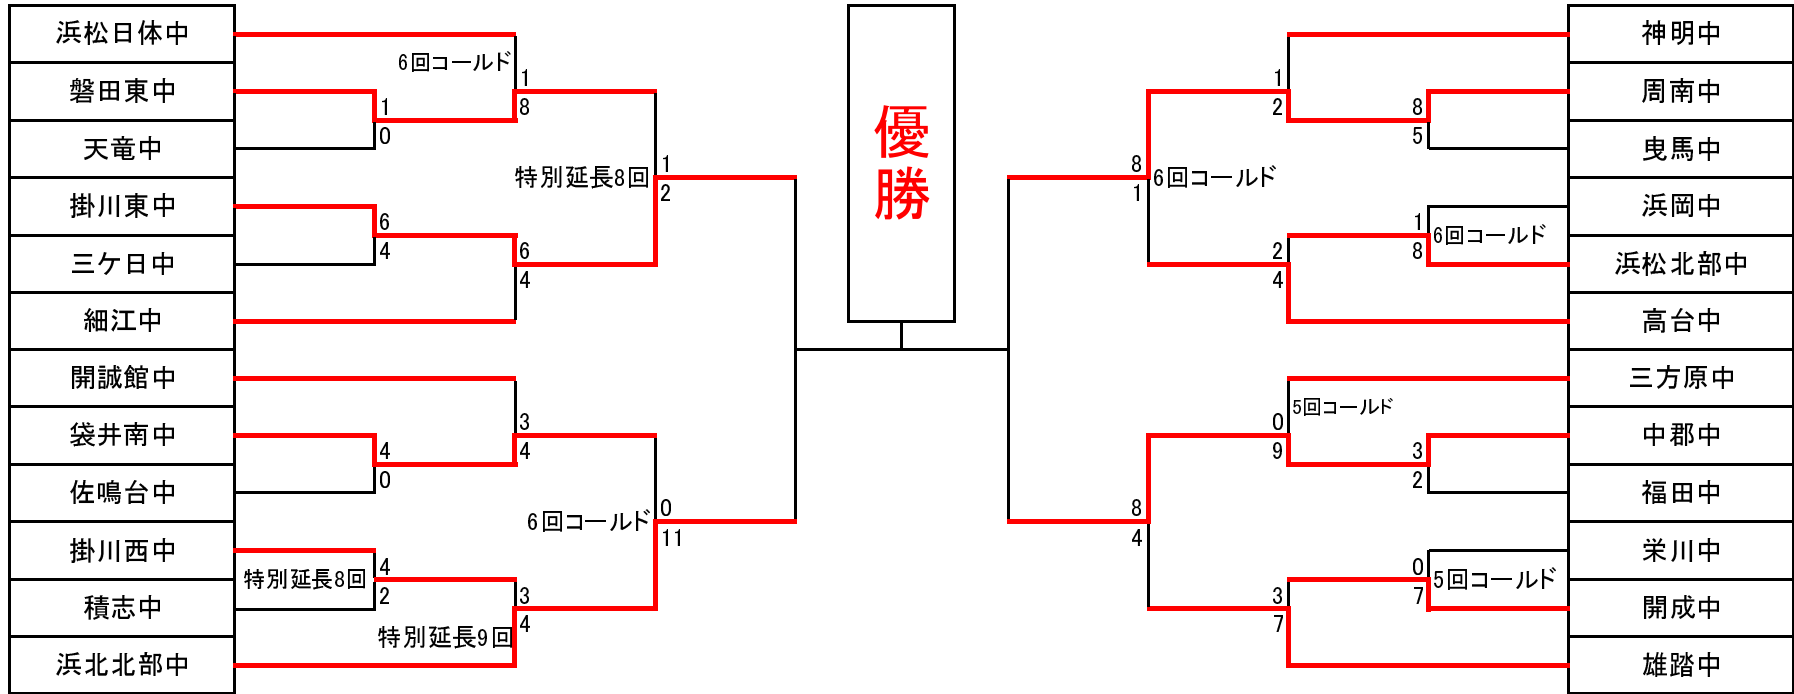 浜松日体中
磐田東中
天竜中
掛川東中
三ケ日中
細江中
開誠館中
袋井南中
佐鳴台中
掛川西中
積志中
浜北北部中
1
0
6
4
4
0
4
特別延長8回
2
6回コールド
1
8
6
4
3
4
3
特別延長9回
4
1
特別延長8回
2
0
6回コールド
11
優勝
8
6回コールド
1
8
4
1
2
2
4
0
5回コールド
9
3
7
8
5
1
6回コールド
8
3
2
0
5回コールド
7
神明中
周南中
曳馬中
浜岡中
浜松北部中
高台中
三方原中
中郡中
福田中
栄川中
開成中
雄踏中